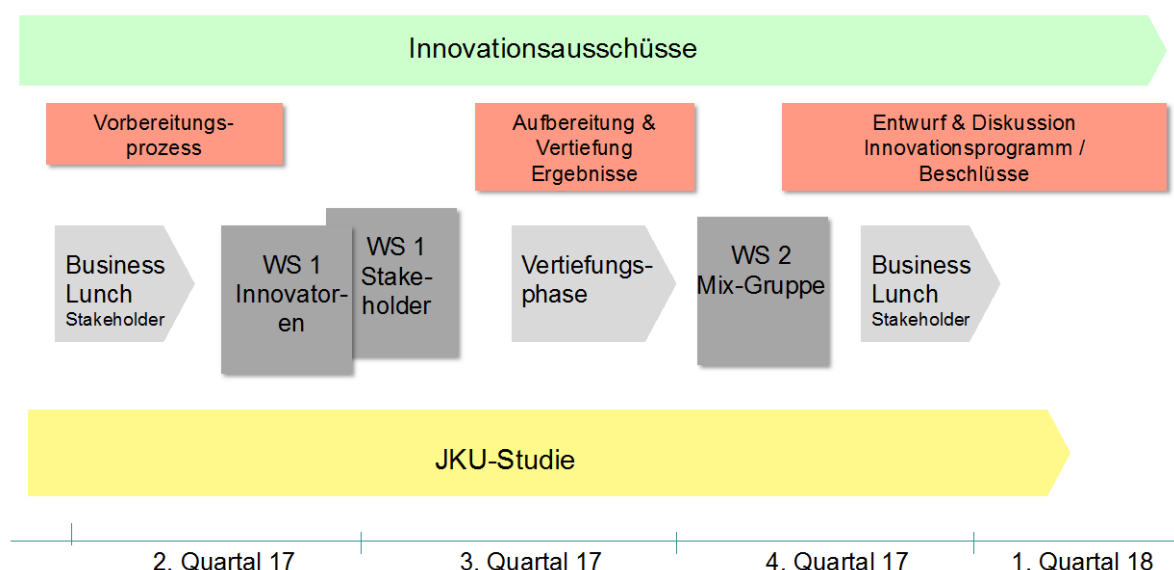 Innovationsausschüsse
Vorbereitungs-
prozess
Aufbereitung &
Vertiefung
Ergebnisse
Entwurf & Diskussion
Innovationsprogramm /
Beschlüsse
Business
Lunch
Stakeholder
WS 1
Innovator-
en
WS 1
Stake-
holder
Vertiefungs-
phase
WS 2
Mix-Gruppe
Business
Lunch
Stakeholder
JKU-Studie
2. Quartal 17
3. Quartal 17
4. Quartal 17
1. Quartal 18